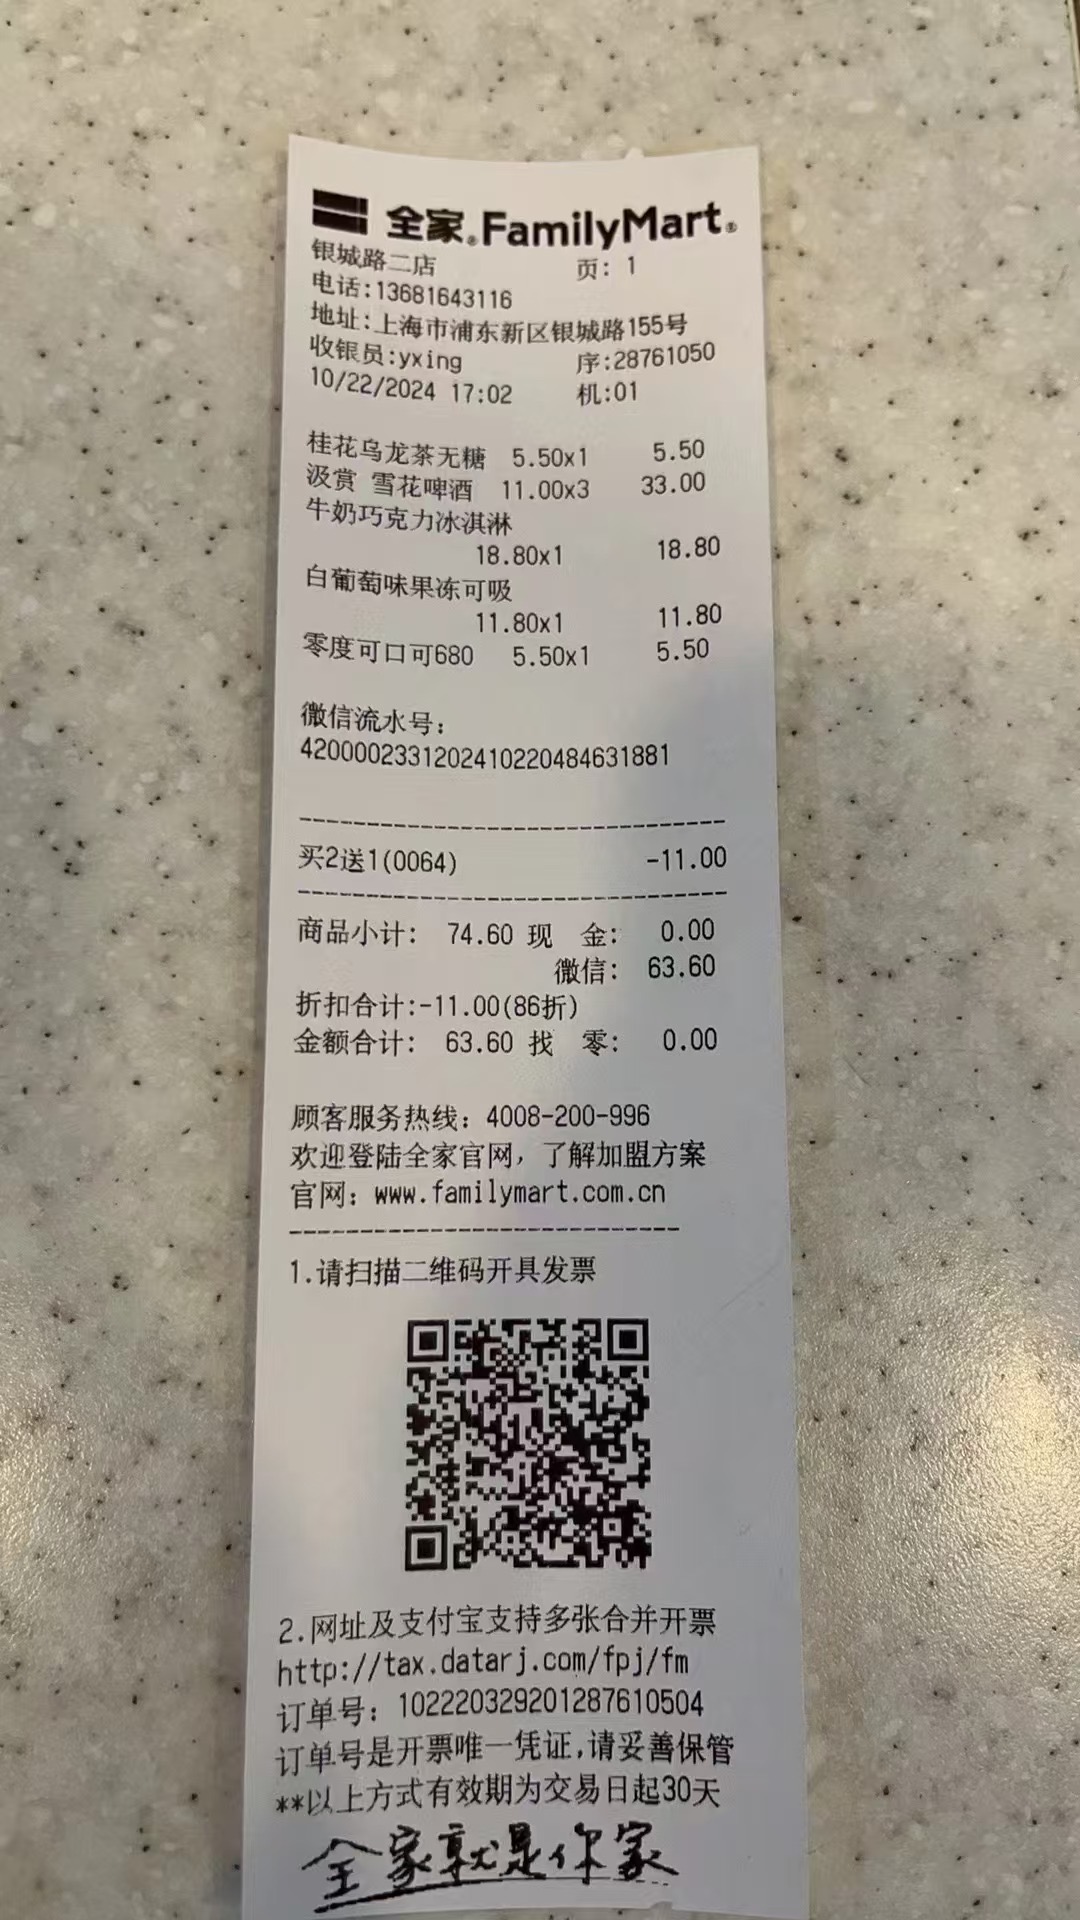 全家®FamilyMart®
银城路二店 页: 1
电话:13681643116
地址:上海市浦东新区银城路155号
收银员:yxing 序:28761050
10/22/2024 17:02 机:01
桂花乌龙茶无糖 5.50x1 5.50
汲赏 雪花啤酒 11.00x3 33.00
牛奶巧克力冰淇淋
18.80x1 18.80
白葡萄味果冻可吸
11.80x1 11.80
零度可口可680 5.50x1 5.50
微信流水号:
4200002331202410220484631881
买2送1(0064) -11.00
商品小计: 74.60 现 金: 0.00
微信: 63.60
折扣合计:-11.00(86折)
金额合计: 63.60 找 零: 0.00
顾客服务热线: 4008-200-996
欢迎登陆全家官网,了解加盟方案
官网: www.familymart.com.cn
1.请扫描二维码开具发票
2.网址及支付宝支持多张合并开票
http://tax.datarj.com/fpj/fm
订单号: 102220329201287610504
订单号是开票唯一凭证,请妥善保管
**以上方式有效期为交易日起30天
全家就是你家